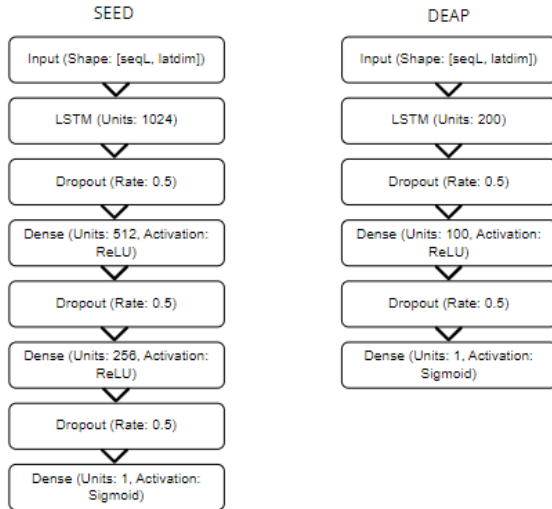 SEED
Input (Shape: [seqL, latdim])
LSTM (Units: 1024)
Dropout (Rate: 0.5)
Dense (Units: 512, Activation:
ReLU)
Dropout (Rate: 0.5)
Dense (Units: 256, Activation:
ReLU)
Dropout (Rate: 0.5)
Dense (Units: 1, Activation:
Sigmoid)
DEAP
Input (Shape: [seqL, latdim])
LSTM (Units: 200)
Dropout (Rate: 0.5)
Dense (Units: 100, Activation:
ReLU)
Dropout (Rate: 0.5)
Dense (Units: 1, Activation:
Sigmoid)